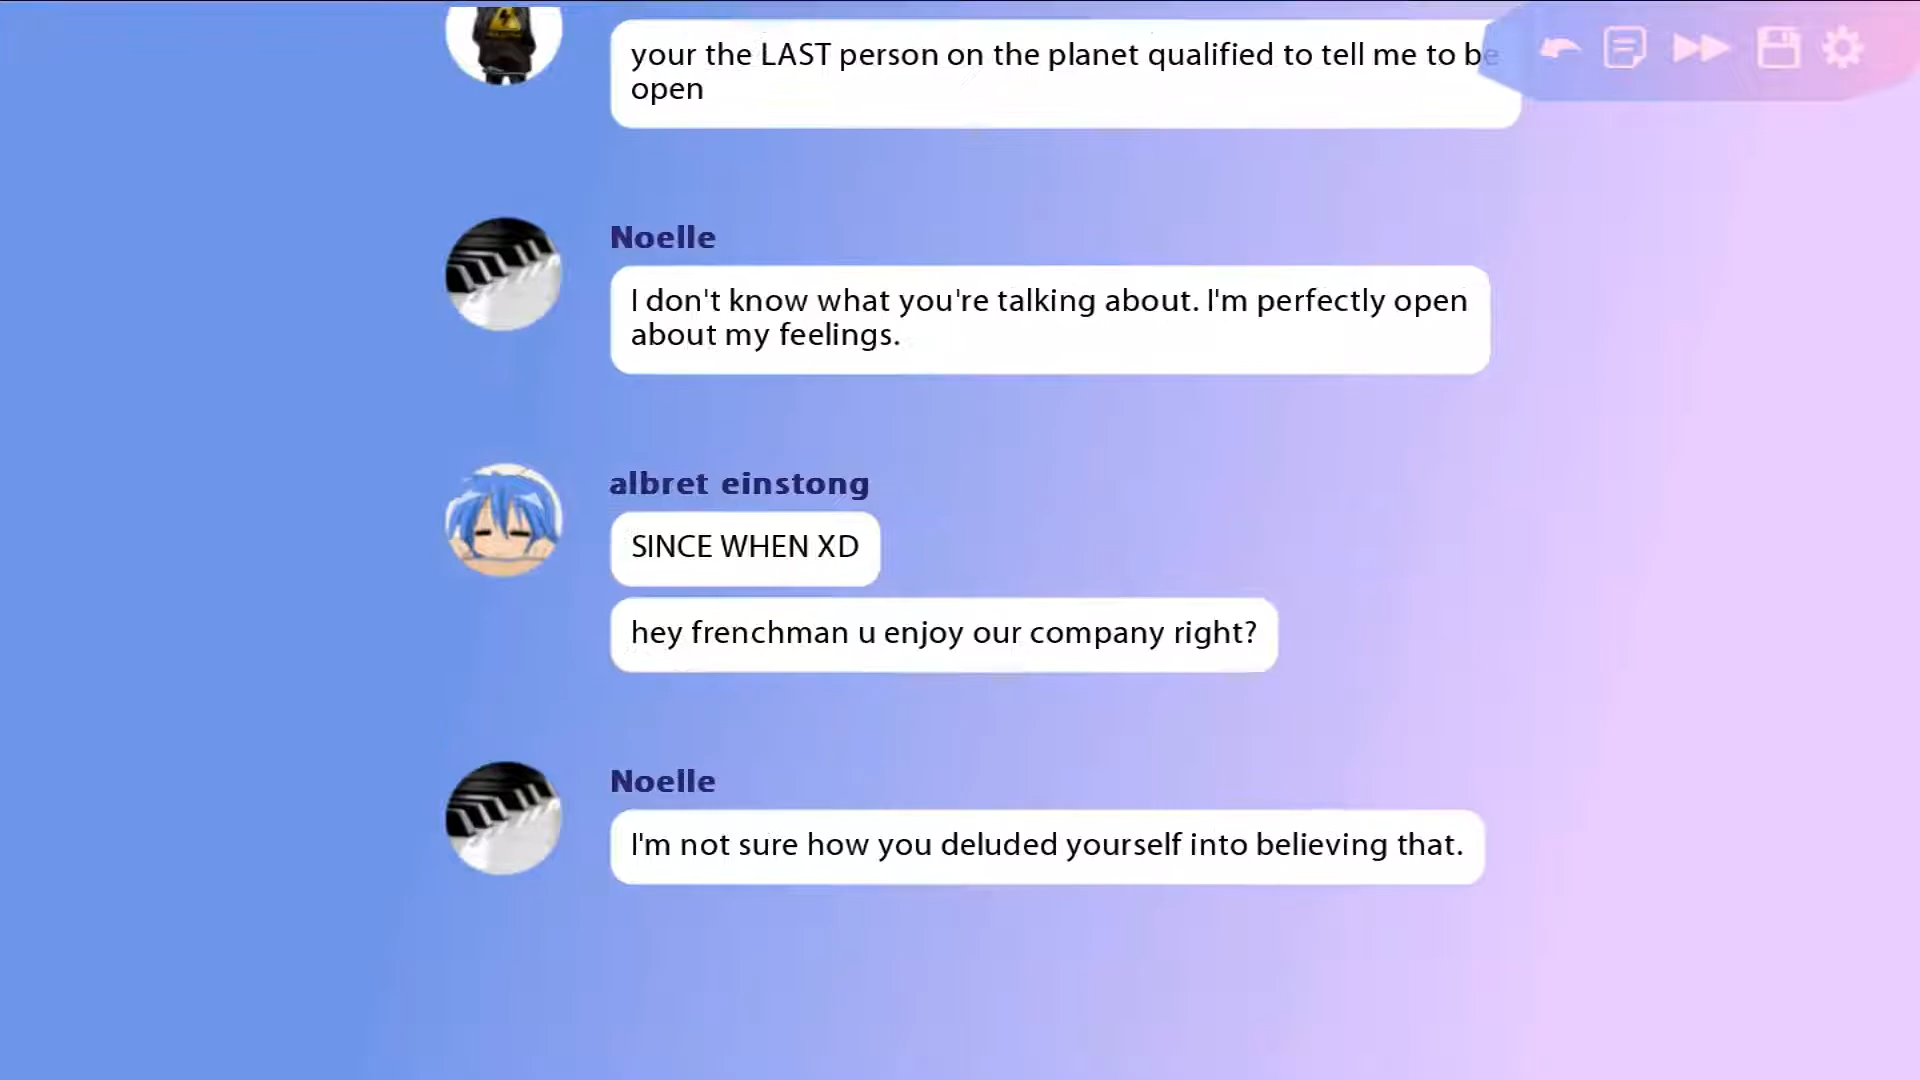 your the LAST person on the planet qualified to tell me to be
open
Noelle
I don't know what you're talking about. I'm perfectly open
about my feelings.
albret einstong
SINCE WHEN XD
hey frenchman u enjoy our company right?
Noelle
I'm not sure how you deluded yourself into believing that.